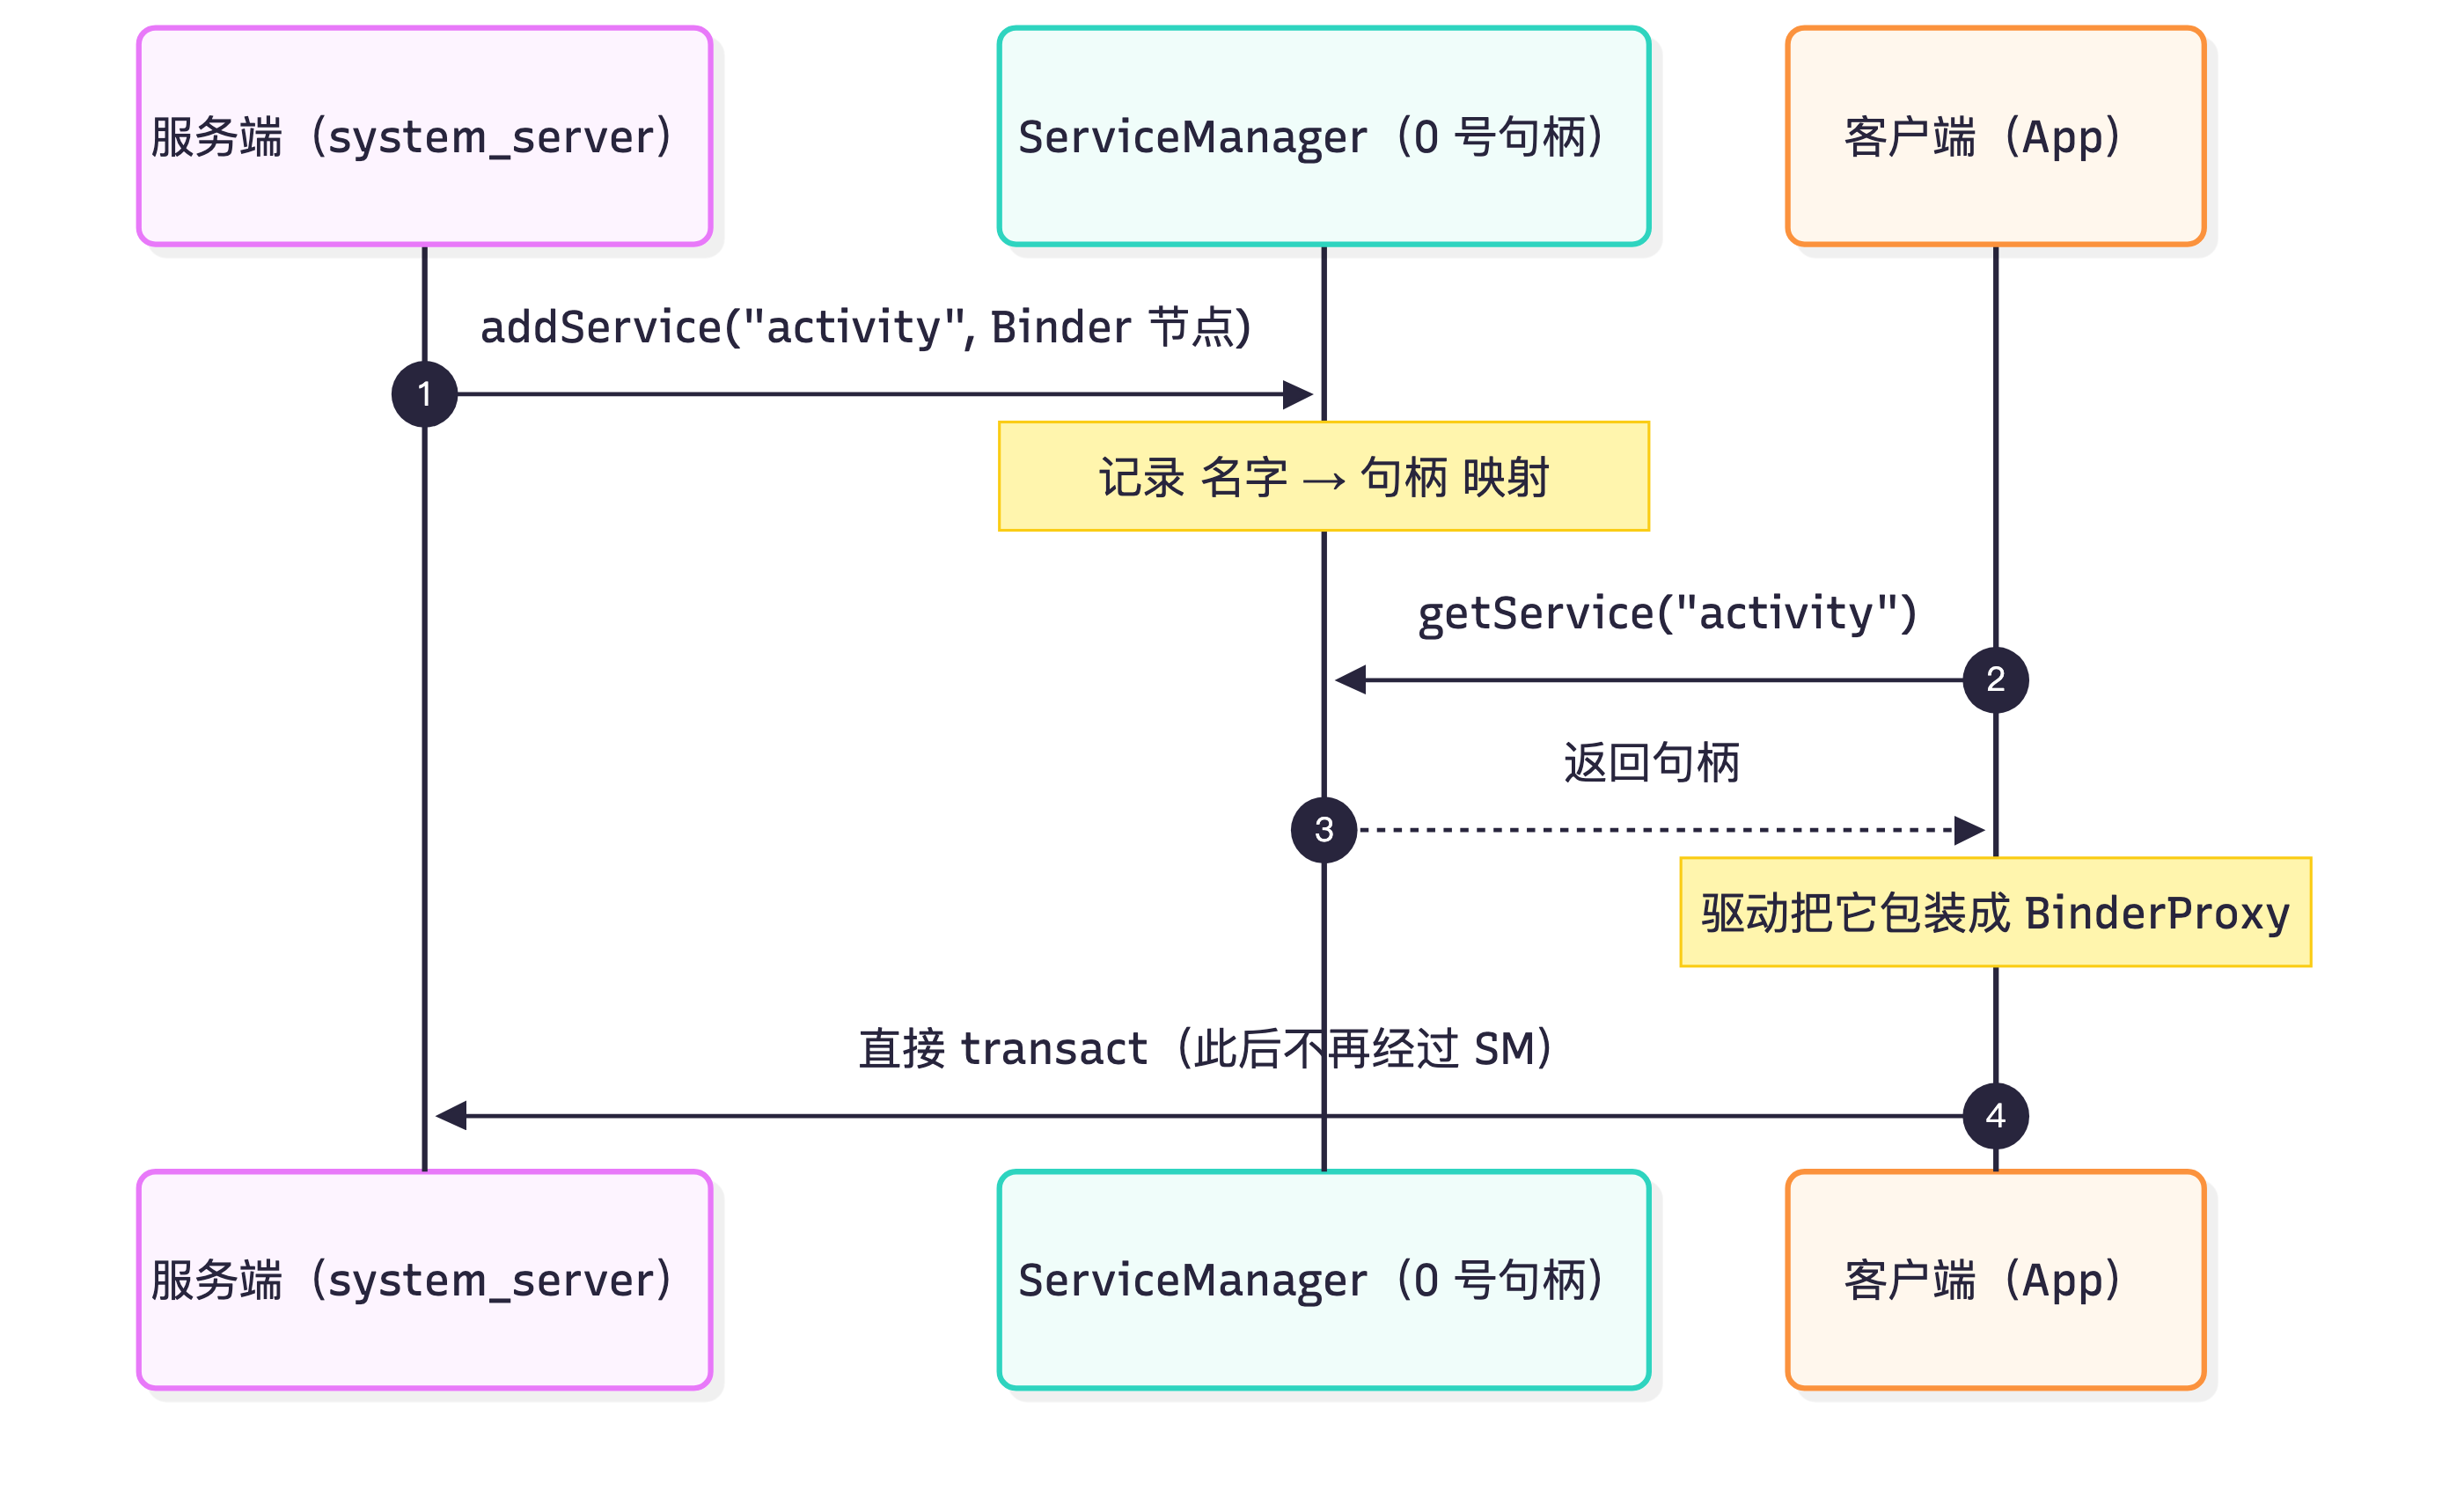 服务端（system_server）
ServiceManager（0 号句柄）
客户端（App）
addService("activity", Binder 节点)
1
记录 名字 → 句柄 映射
getService("activity")
2
返回句柄
3
驱动把它包装成 BinderProxy
直接 transact（此后不再经过 SM）
4
服务端（system_server）
ServiceManager（0 号句柄）
客户端（App）